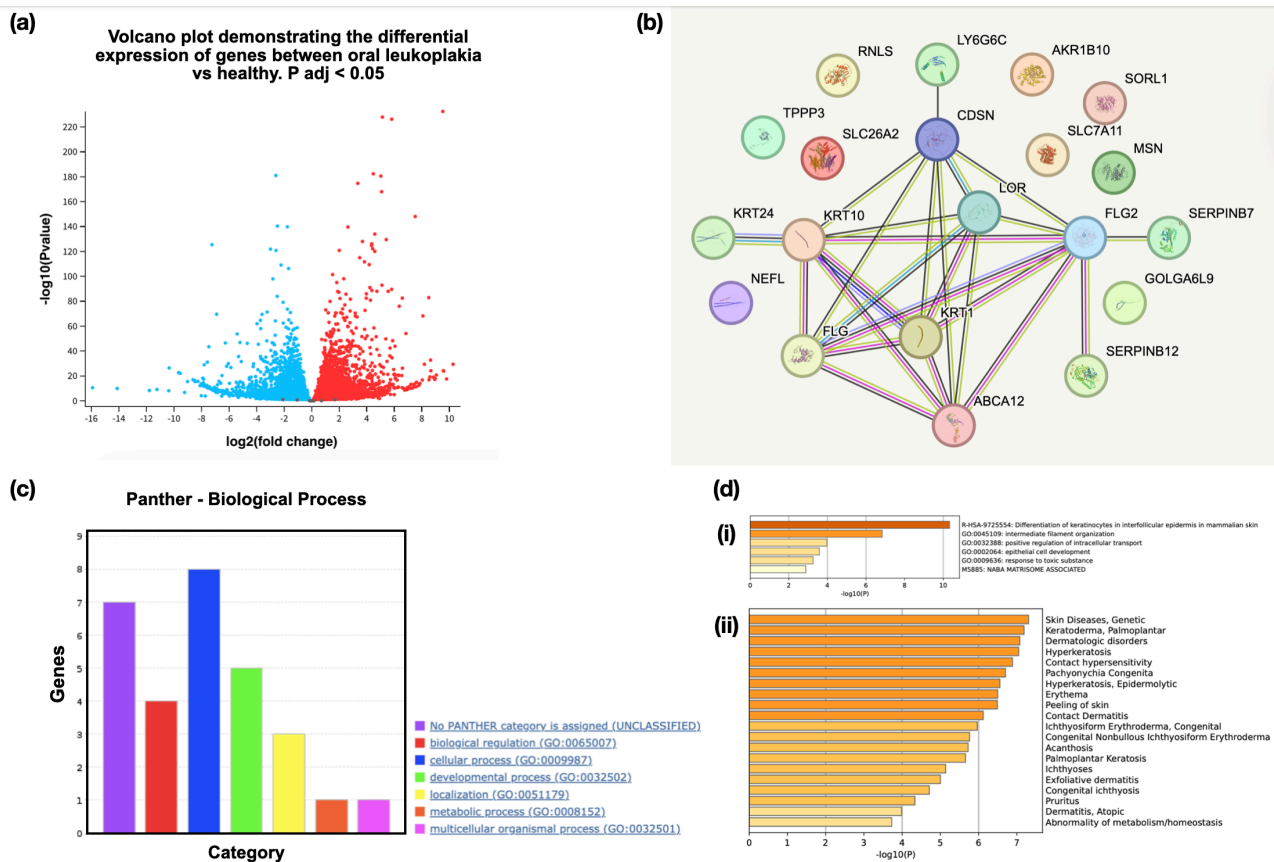 (a)
Volcano plot demonstrating the differential
expression of genes between oral leukoplakia
vs healthy. P adj < 0.05
-log10(Pvalue)
220
200
180
160
140
120
100
80
60
40
20
0
-16 -14 -12 -10 -8 -6 -4 -2 0 2 4 6 8 10
log2(fold change)
(b)
RNLS
LY6G6C
AKR1B10
SORL1
TPPP3
SLC26A2
CDSN
SLC7A11
MSN
LOR
KRT24
KRT10
FLG2
SERPINB7
NEFL
GOLGA6L9
FLG
KRT1
SERPINB12
ABCA12
(c)
Panther - Biological Process
Genes
9
8
7
6
5
4
3
2
1
0
Category
No PANTHER category is assigned (UNCLASSIFIED)
biological regulation (GO:0065007)
cellular process (GO:0009987)
developmental process (GO:0032502)
localization (GO:0051179)
metabolic process (GO:0008152)
multicellular organismal process (GO:0032501)
(d)
(i)
R-HSA-9725554: Differentiation of keratinocytes in interfollicular epidermis in mammalian skin
GO:0045109: intermediate filament organization
GO:0032388: positive regulation of intracellular transport
GO:0002064: epithelial cell development
GO:0009636: response to toxic substance
M5885: NABA MATRISOME ASSOCIATED
0 2 4 6 8 10
-log10(P)
(ii)
Skin Diseases, Genetic
Keratoderma, Palmoplantar
Dermatologic disorders
Hyperkeratosis
Contact hypersensitivity
Pachyonychia Congenita
Hyperkeratosis, Epidermolytic
Erythema
Peeling of skin
Contact Dermatitis
Ichthyosiform Erythroderma, Congenital
Congenital Nonbullous Ichthyosiform Erythroderma
Acanthosis
Palmoplantar Keratosis
Ichthyoses
Exfoliative dermatitis
Congenital ichthyosis
Pruritus
Dermatitis, Atopic
Abnormality of metabolism/homeostasis
0 1 2 3 4 5 6 7
-log10(P)